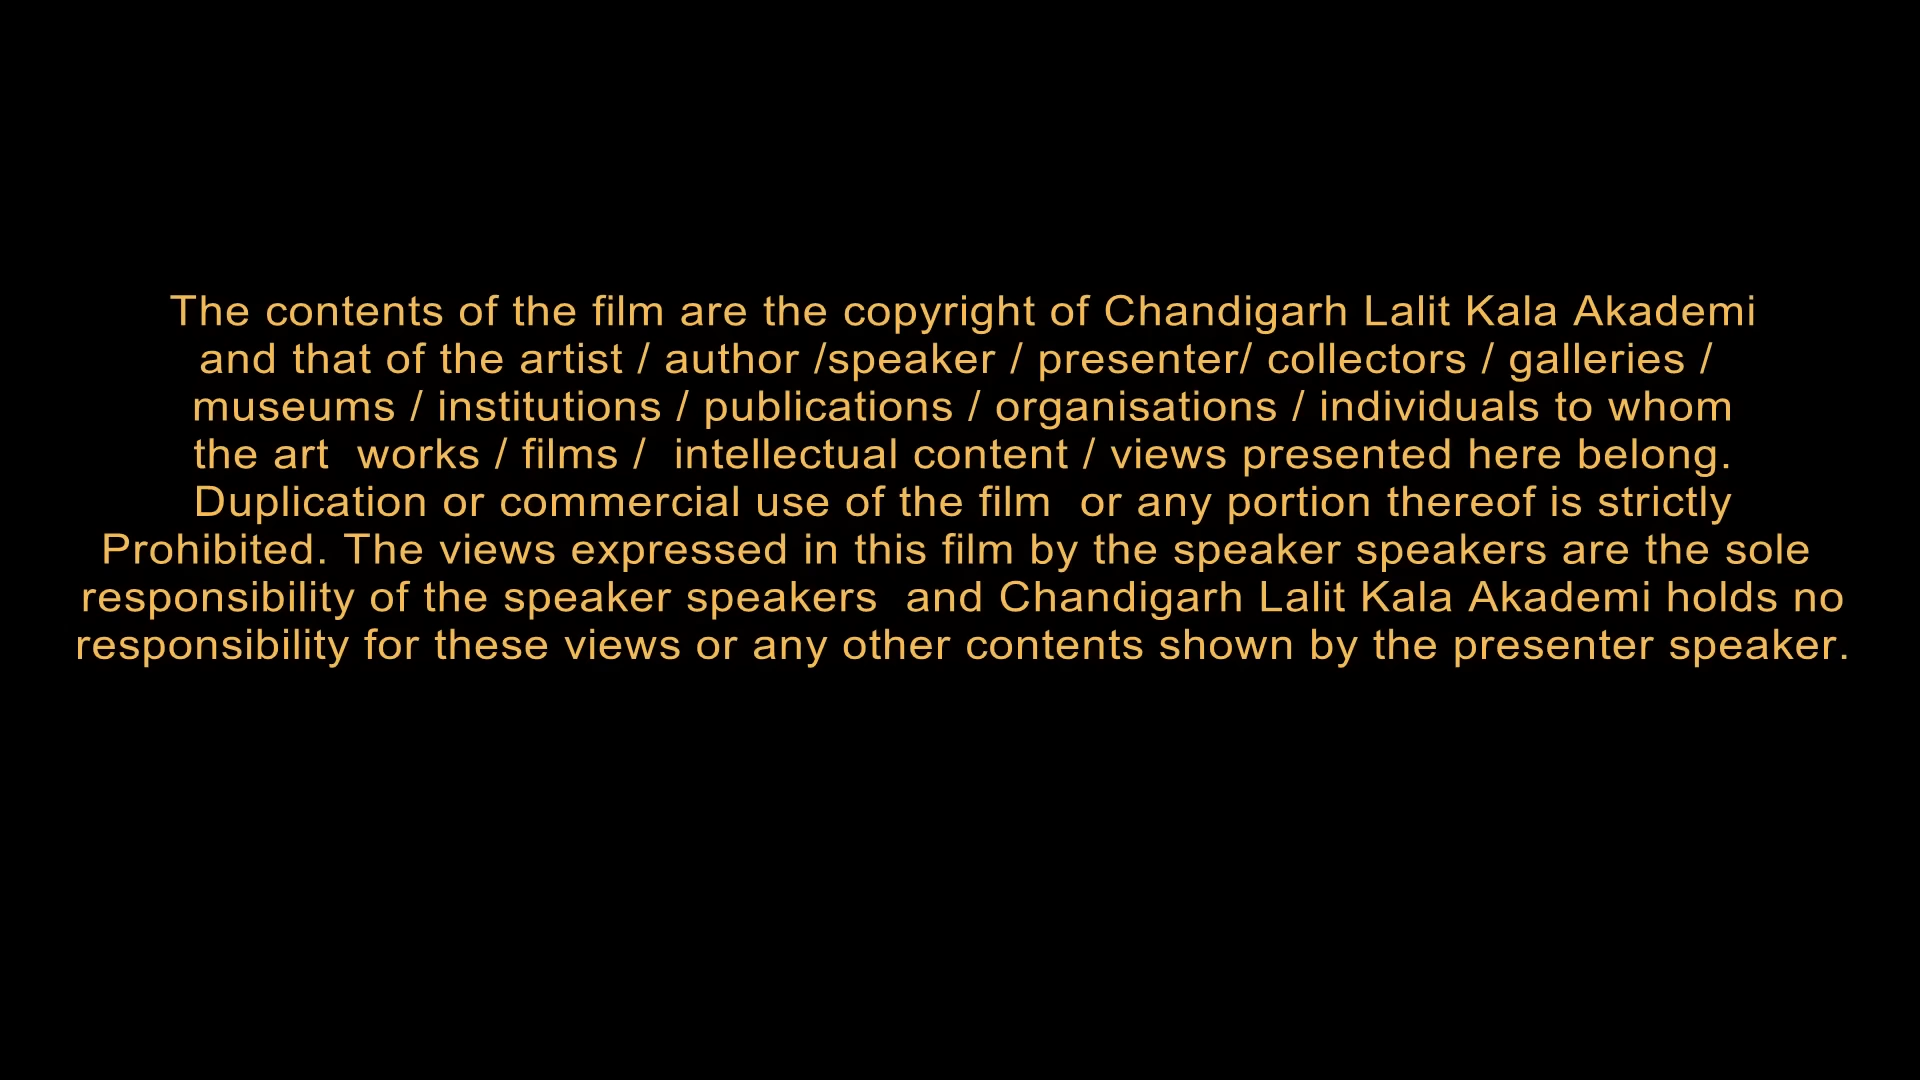 The contents of the film are the copyright of Chandigarh Lalit Kala Akademi
and that of the artist / author /speaker / presenter/ collectors / galleries /
museums / institutions / publications / organisations / individuals to whom
the art  works / films /  intellectual content / views presented here belong.
Duplication or commercial use of the film  or any portion thereof is strictly
Prohibited. The views expressed in this film by the speaker speakers are the sole
responsibility of the speaker speakers  and Chandigarh Lalit Kala Akademi holds no
responsibility for these views or any other contents shown by the presenter speaker.